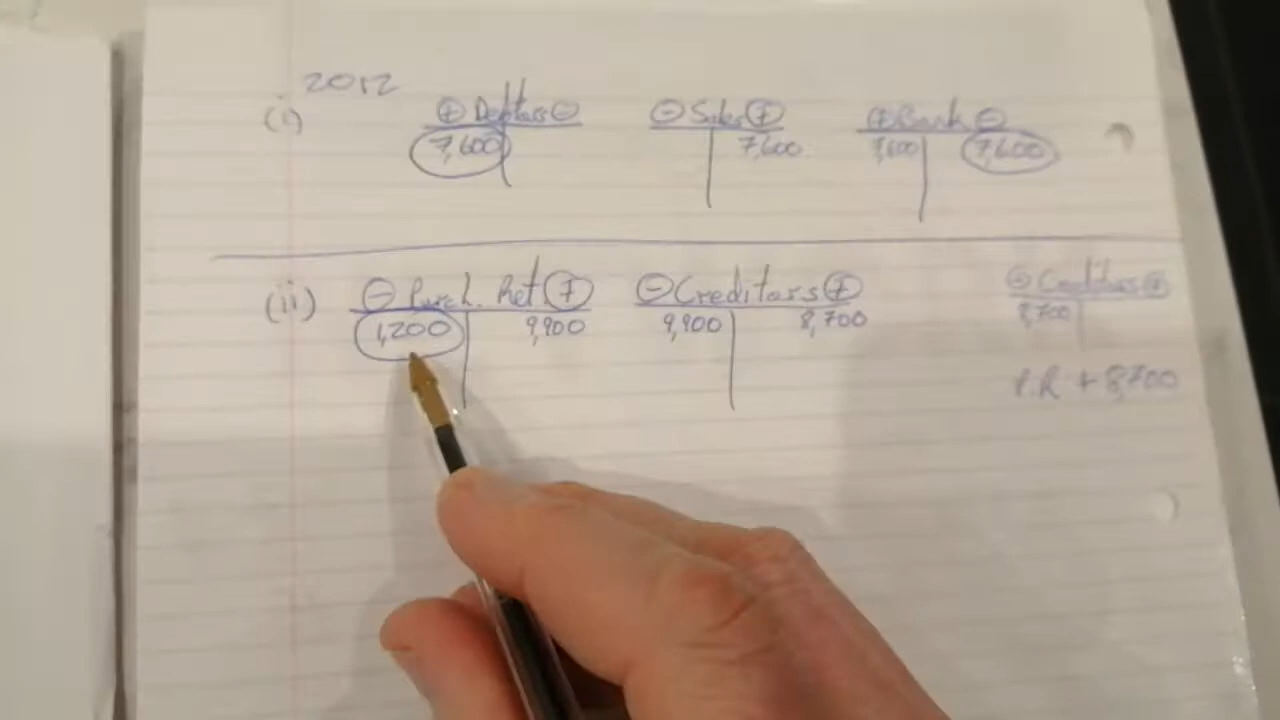 2012
(i) + Debtors - - Sales + + Bank -
7,600 7,600 7,600 7,600
(ii) - Purch. Ret + - Creditors + - Creditors +
1,200 9,900 9,900 8,700 8,700
P.R + 8,700